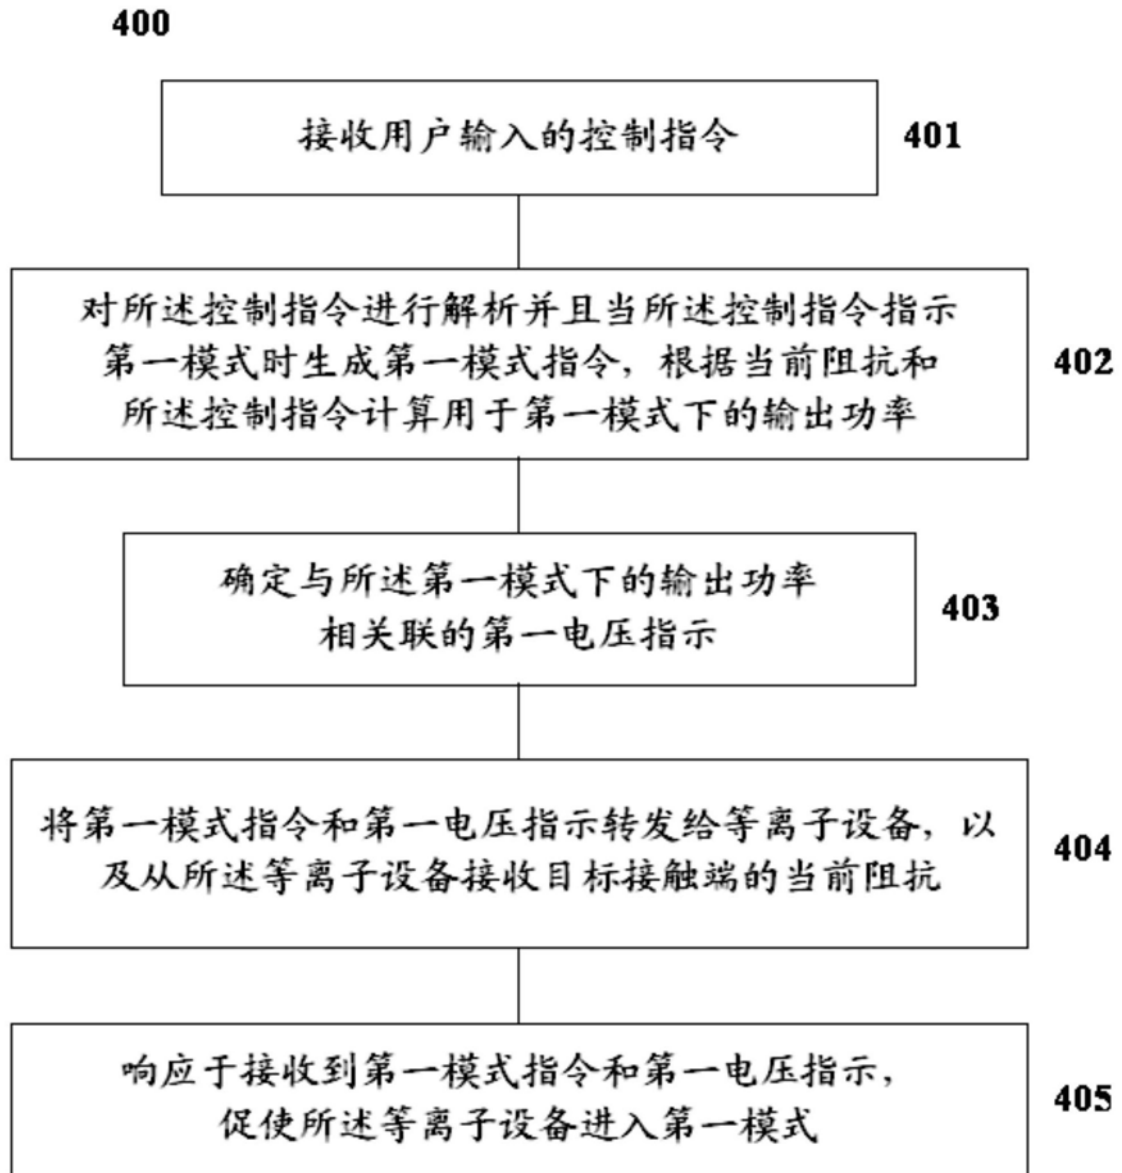 400
接收用户输入的控制指令
401
对所述控制指令进行解析并且当所述控制指令指示
第一模式时生成第一模式指令，根据当前阻抗和
所述控制指令计算用于第一模式下的输出功率
402
确定与所述第一模式下的输出功率
相关联的第一电压指示
403
将第一模式指令和第一电压指示转发给等离子设备，以
及从所述等离子设备接收目标接触端的当前阻抗
404
响应于接收到第一模式指令和第一电压指示，
促使所述等离子设备进入第一模式
405